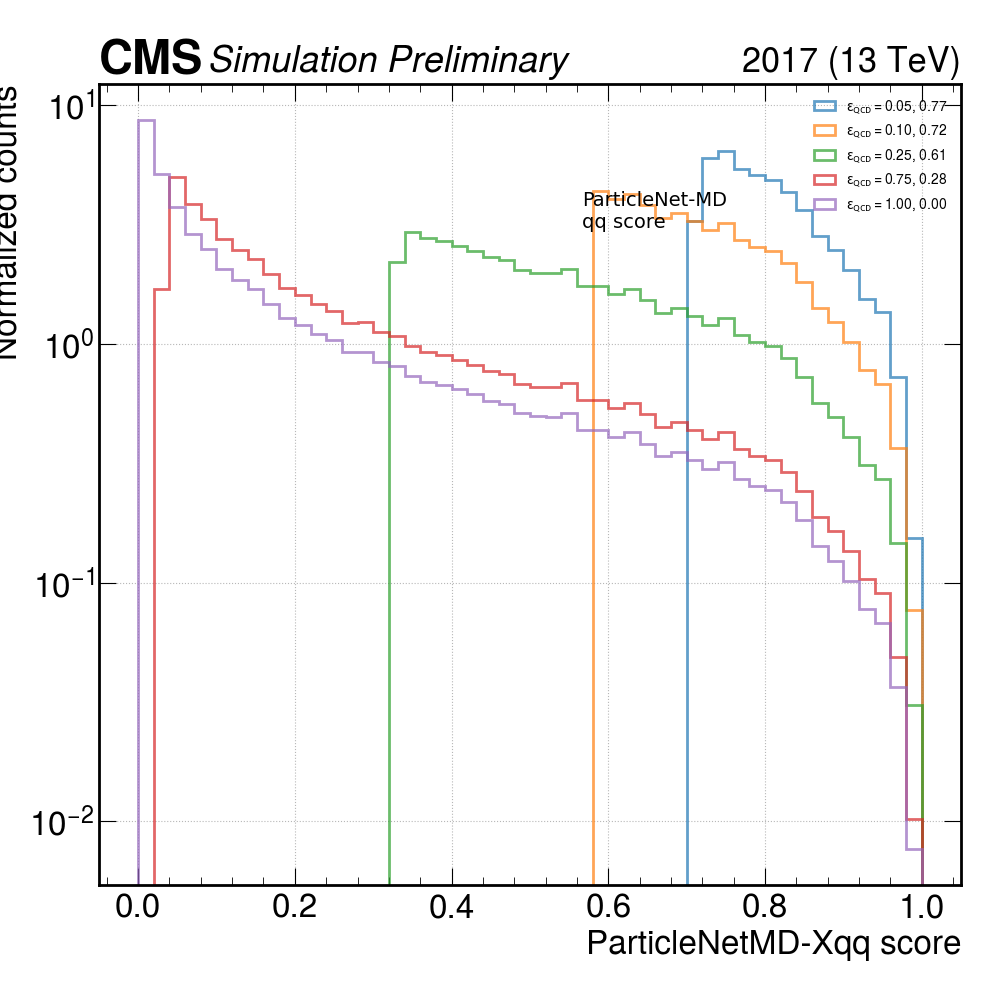 CMS Simulation Preliminary 2017 (13 TeV)
Normalized counts
10¹
10⁰
10⁻¹
10⁻²
ε_QCD = 0.05, 0.77
ε_QCD = 0.10, 0.72
ε_QCD = 0.25, 0.61
ε_QCD = 0.75, 0.28
ε_QCD = 1.00, 0.00
ParticleNet-MD
qq score
0.0 0.2 0.4 0.6 0.8 1.0
ParticleNetMD-Xqq score